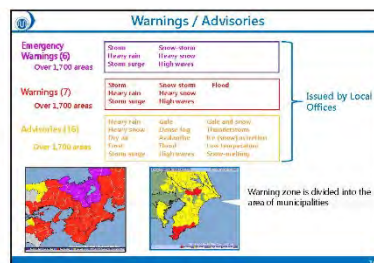 Warnings / Advisories
Emergency
Warnings (6)
Over 1,700 areas
Storm Snow-storm
Heavy rain Heavy snow
Storm surge High waves
Warnings (7)
Over 1,700 areas
Storm Snow storm Flood
Heavy rain Heavy snow
Storm surge High waves
Issued by Local
Offices
Advisories (16)
Over 1,700 areas
Heavy rain Gale Gale and snow
Heavy snow Dense fog Thunderstorm
Dry air Avalanche Ice (snow) accretion
Frost Flood Low temperature
Storm surge High waves Snow-melting
Warning zone is divided into the
area of municipalities